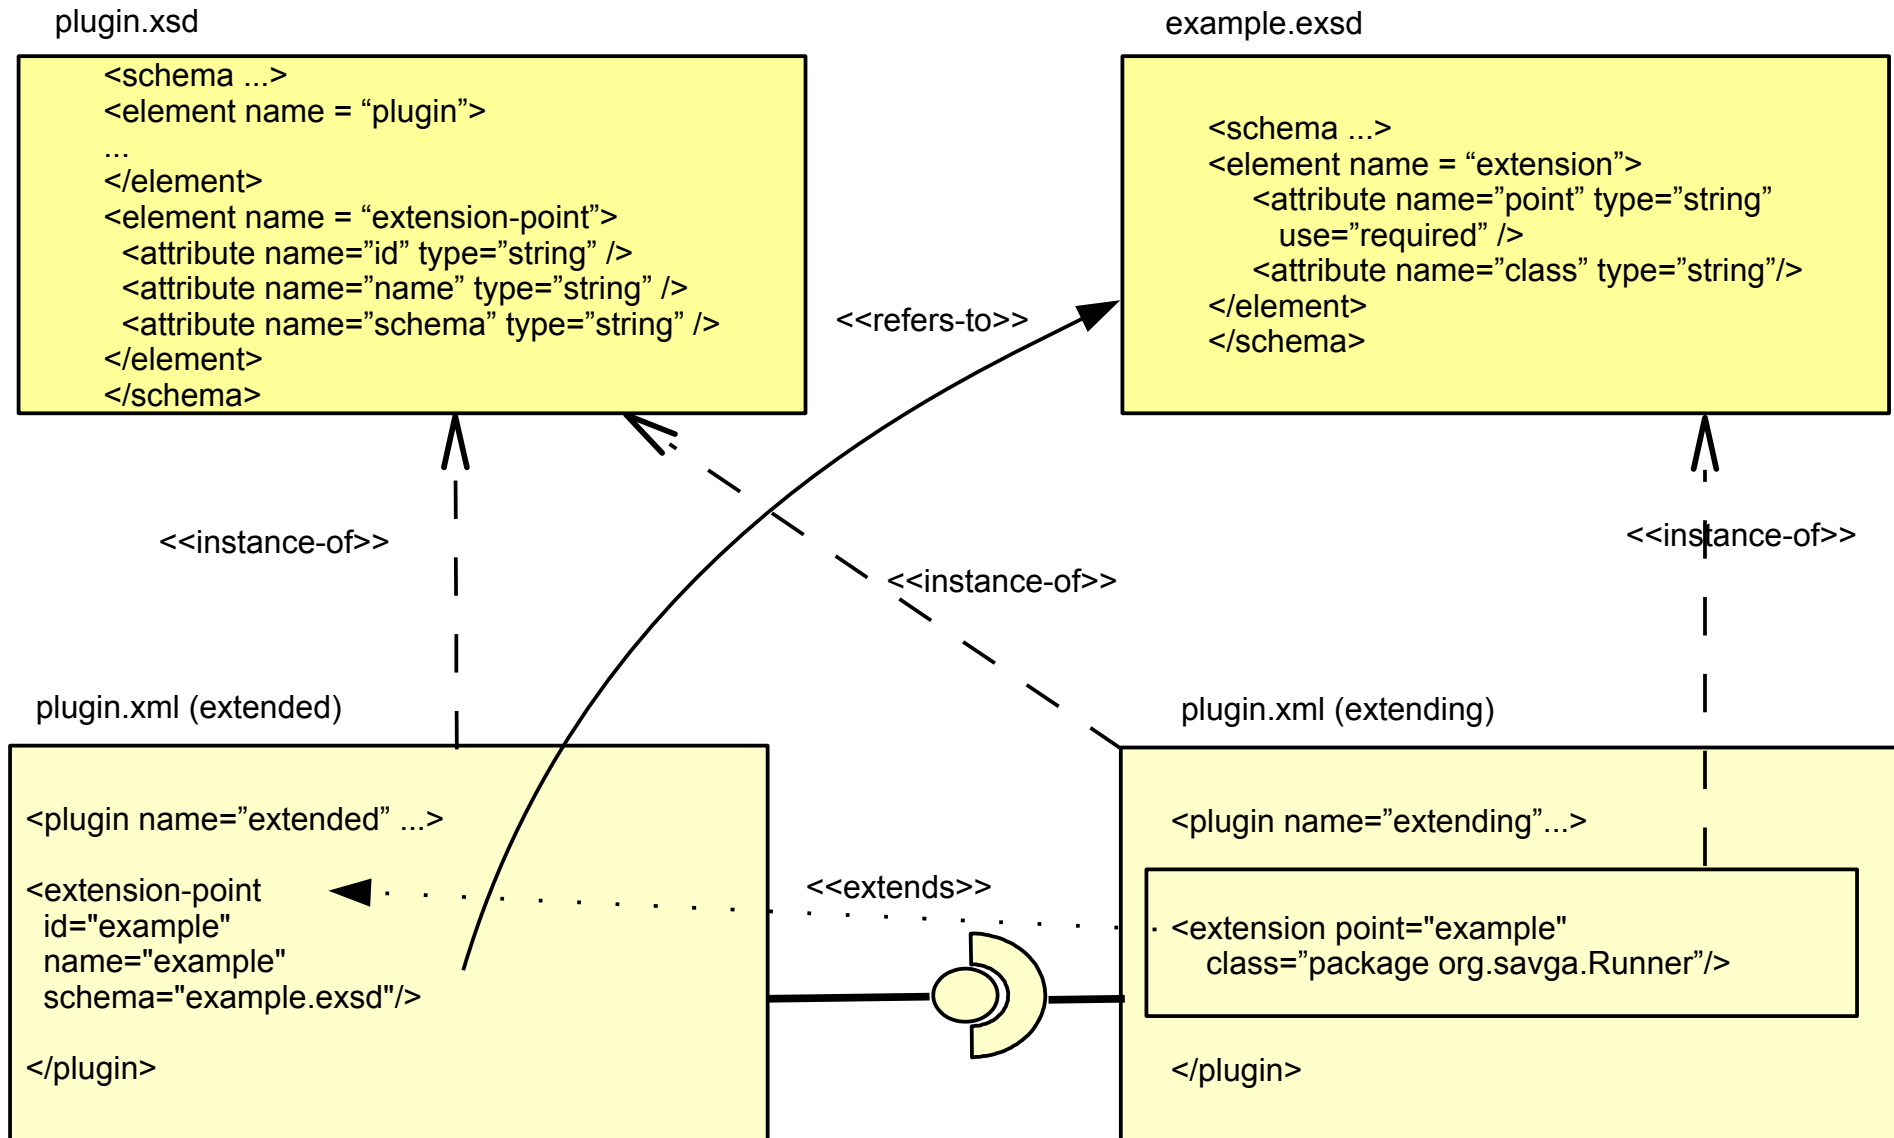 plugin.xsd
<schema ...>
<element name = “plugin”>
...
</element>
<element name = “extension-point”>
<attribute name=”id” type=”string” />
<attribute name=”name” type=”string” />
<attribute name=”schema” type=”string” />
</element>
</schema>
example.exsd
<schema ...>
<element name = “extension”>
<attribute name=”point” type=”string”
use=”required” />
<attribute name=”class” type=”string”/>
</element>
</schema>
<<refers-to>>
<<instance-of>>
<<instance-of>>
<<instance-of>>
plugin.xml (extended)
<plugin name=”extended” ...>
<extension-point
id="example"
name="example"
schema="example.exsd"/>
</plugin>
<<extends>>
plugin.xml (extending)
<plugin name=”extending”...>
<extension point="example"
class=”package org.savga.Runner”/>
</plugin>